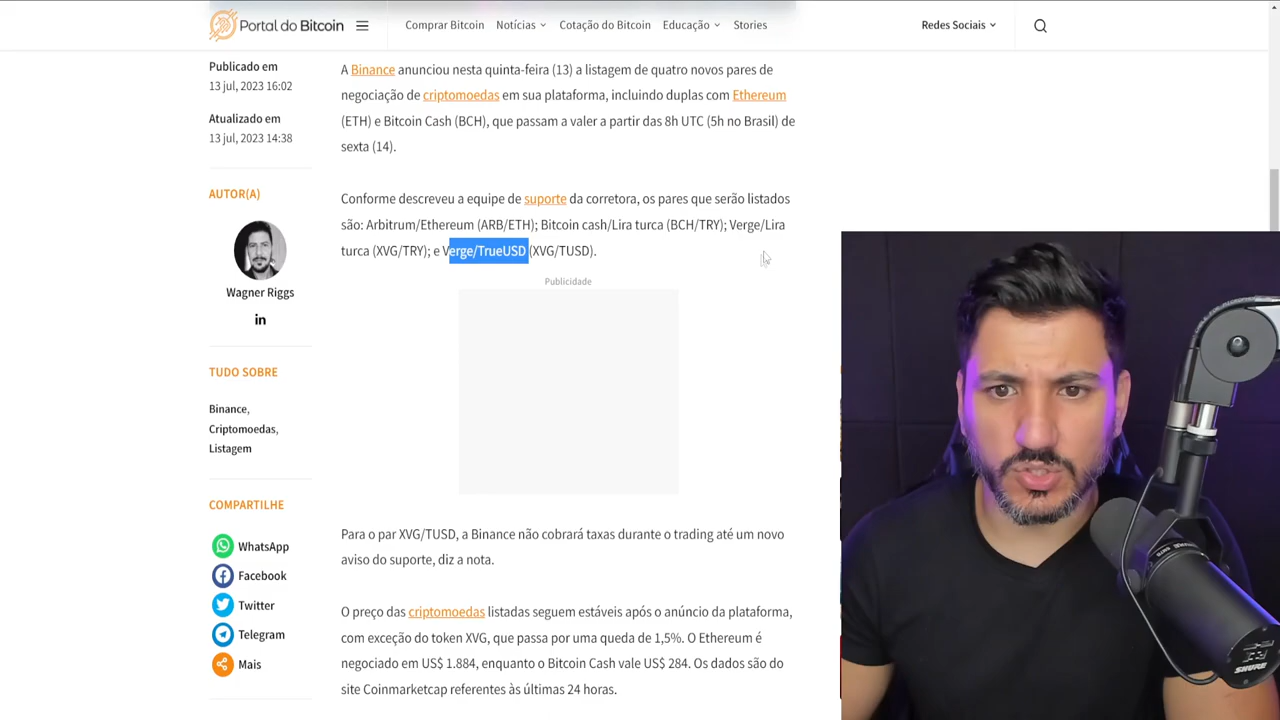 Portal do Bitcoin
Comprar Bitcoin
Notícias
Cotação do Bitcoin
Educação
Stories
Redes Sociais
Publicado em
13 jul, 2023 16:02
Atualizado em
13 jul, 2023 14:38
AUTOR(A)
Wagner Riggs
in
TUDO SOBRE
Binance,
Criptomoedas,
Listagem
COMPARTILHE
WhatsApp
Facebook
Twitter
Telegram
Mais
A Binance anunciou nesta quinta-feira (13) a listagem de quatro novos pares de
negociação de criptomoedas em sua plataforma, incluindo duplas com Ethereum
(ETH) e Bitcoin Cash (BCH), que passam a valer a partir das 8h UTC (5h no Brasil) de
sexta (14).
Conforme descreveu a equipe de suporte da corretora, os pares que serão listados
são: Arbitrum/Ethereum (ARB/ETH); Bitcoin cash/Lira turca (BCH/TRY); Verge/Lira
turca (XVG/TRY); e Verge/TrueUSD (XVG/TUSD).
Publicidade
Para o par XVG/TUSD, a Binance não cobrará taxas durante o trading até um novo
aviso do suporte, diz a nota.
O preço das criptomoedas listadas seguem estáveis após o anúncio da plataforma,
com exceção do token XVG, que passa por uma queda de 1,5%. O Ethereum é
negociado em US$ 1.884, enquanto o Bitcoin Cash vale US$ 284. Os dados são do
site Coinmarketcap referentes às últimas 24 horas.
SHURE